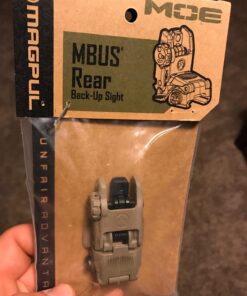 MAGPUL
MOE
MBUS®
Rear
Back-Up Sight
UNFAIR ADVANTA